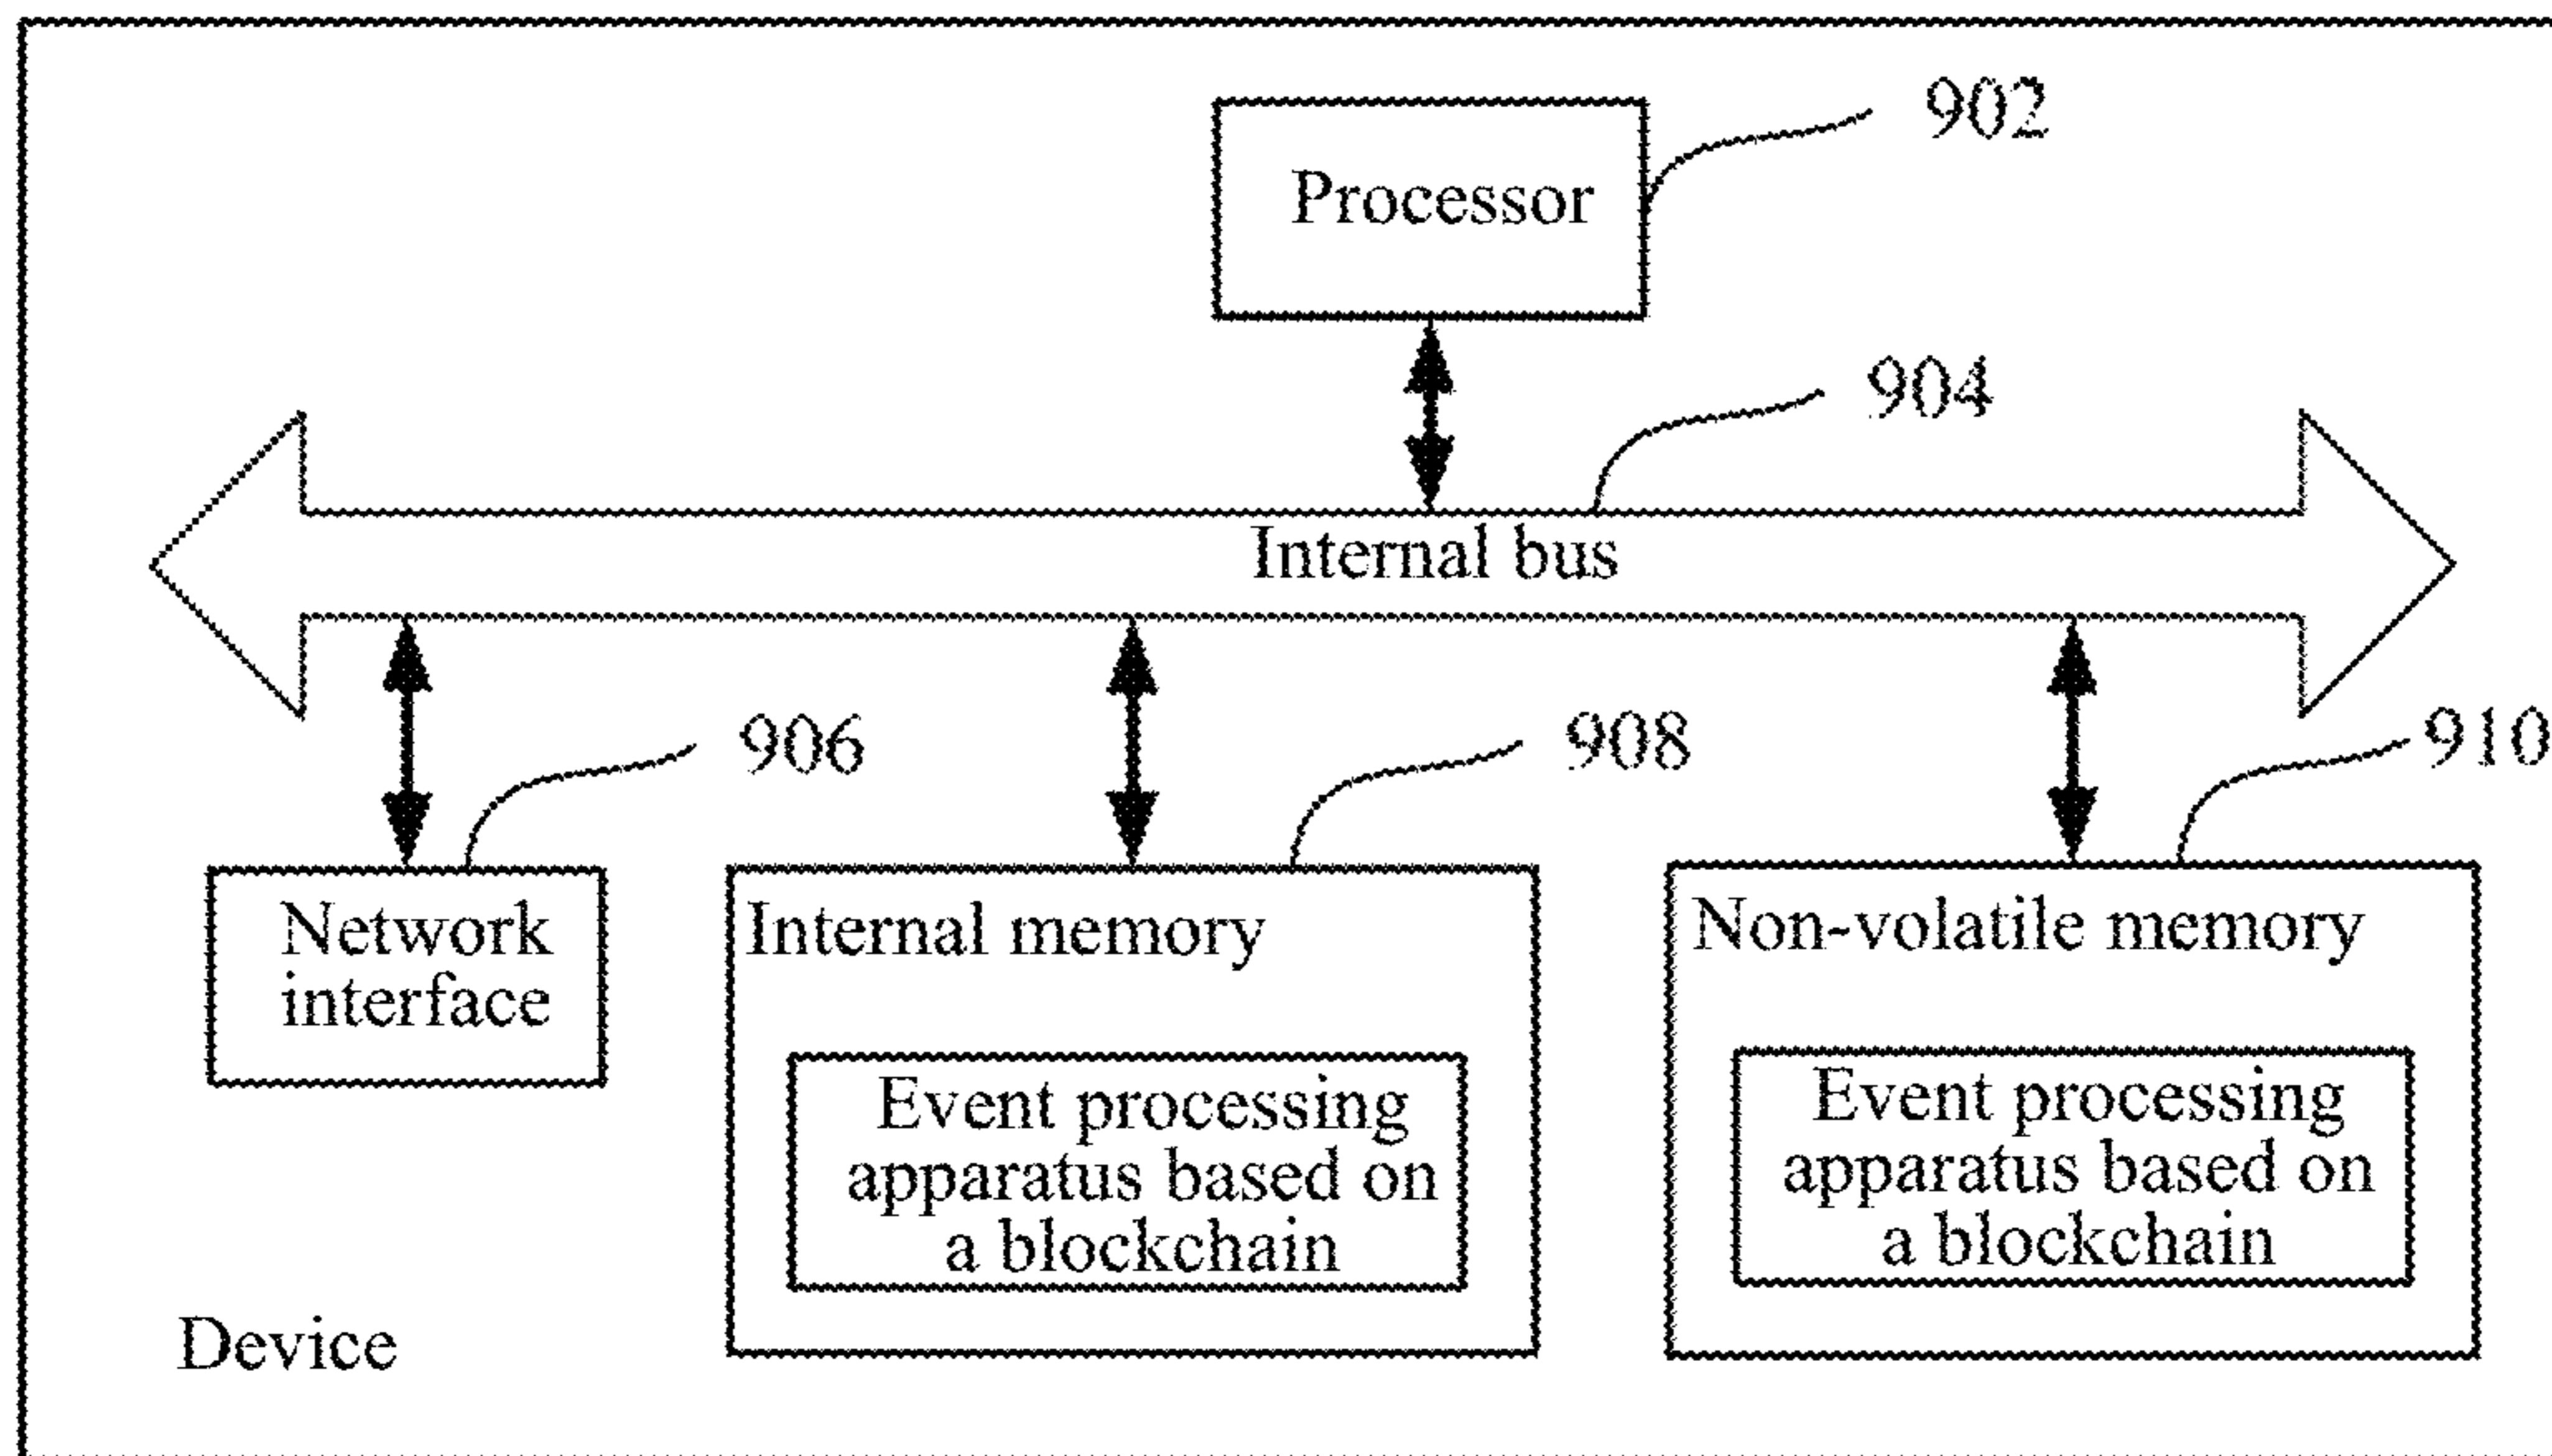 902
Processor
904
Internal bus
906
908
910
Network
interface
Internal memory
Event processing
apparatus based on
a blockchain
Non-volatile memory
Event processing
apparatus based on
a blockchain
Device